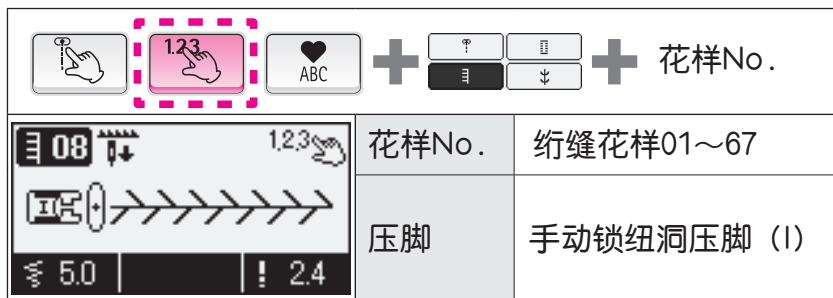 1.2.3
ABC
花样No.
08 1,2,3
I
5.0 2.4
花样No. 绗缝花样01～67
压脚 手动锁纽洞压脚（I）